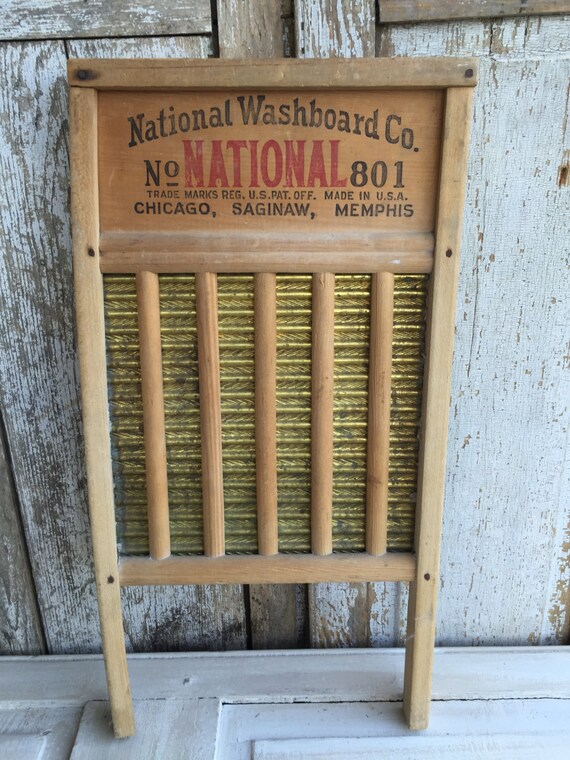 National Washboard Co.
Nº NATIONAL 801
TRADE MARKS REG. U.S. PAT. OFF. MADE IN U.S.A.
CHICAGO, SAGINAW, MEMPHIS